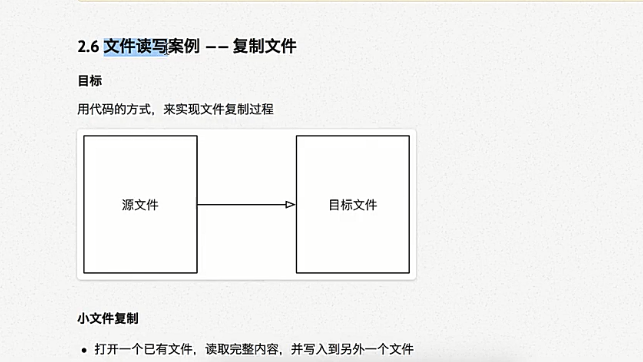 2.6 文件读写案例 —— 复制文件
目标
用代码的方式，来实现文件复制过程
源文件
目标文件
小文件复制
• 打开一个已有文件，读取完整内容，并写入到另外一个文件